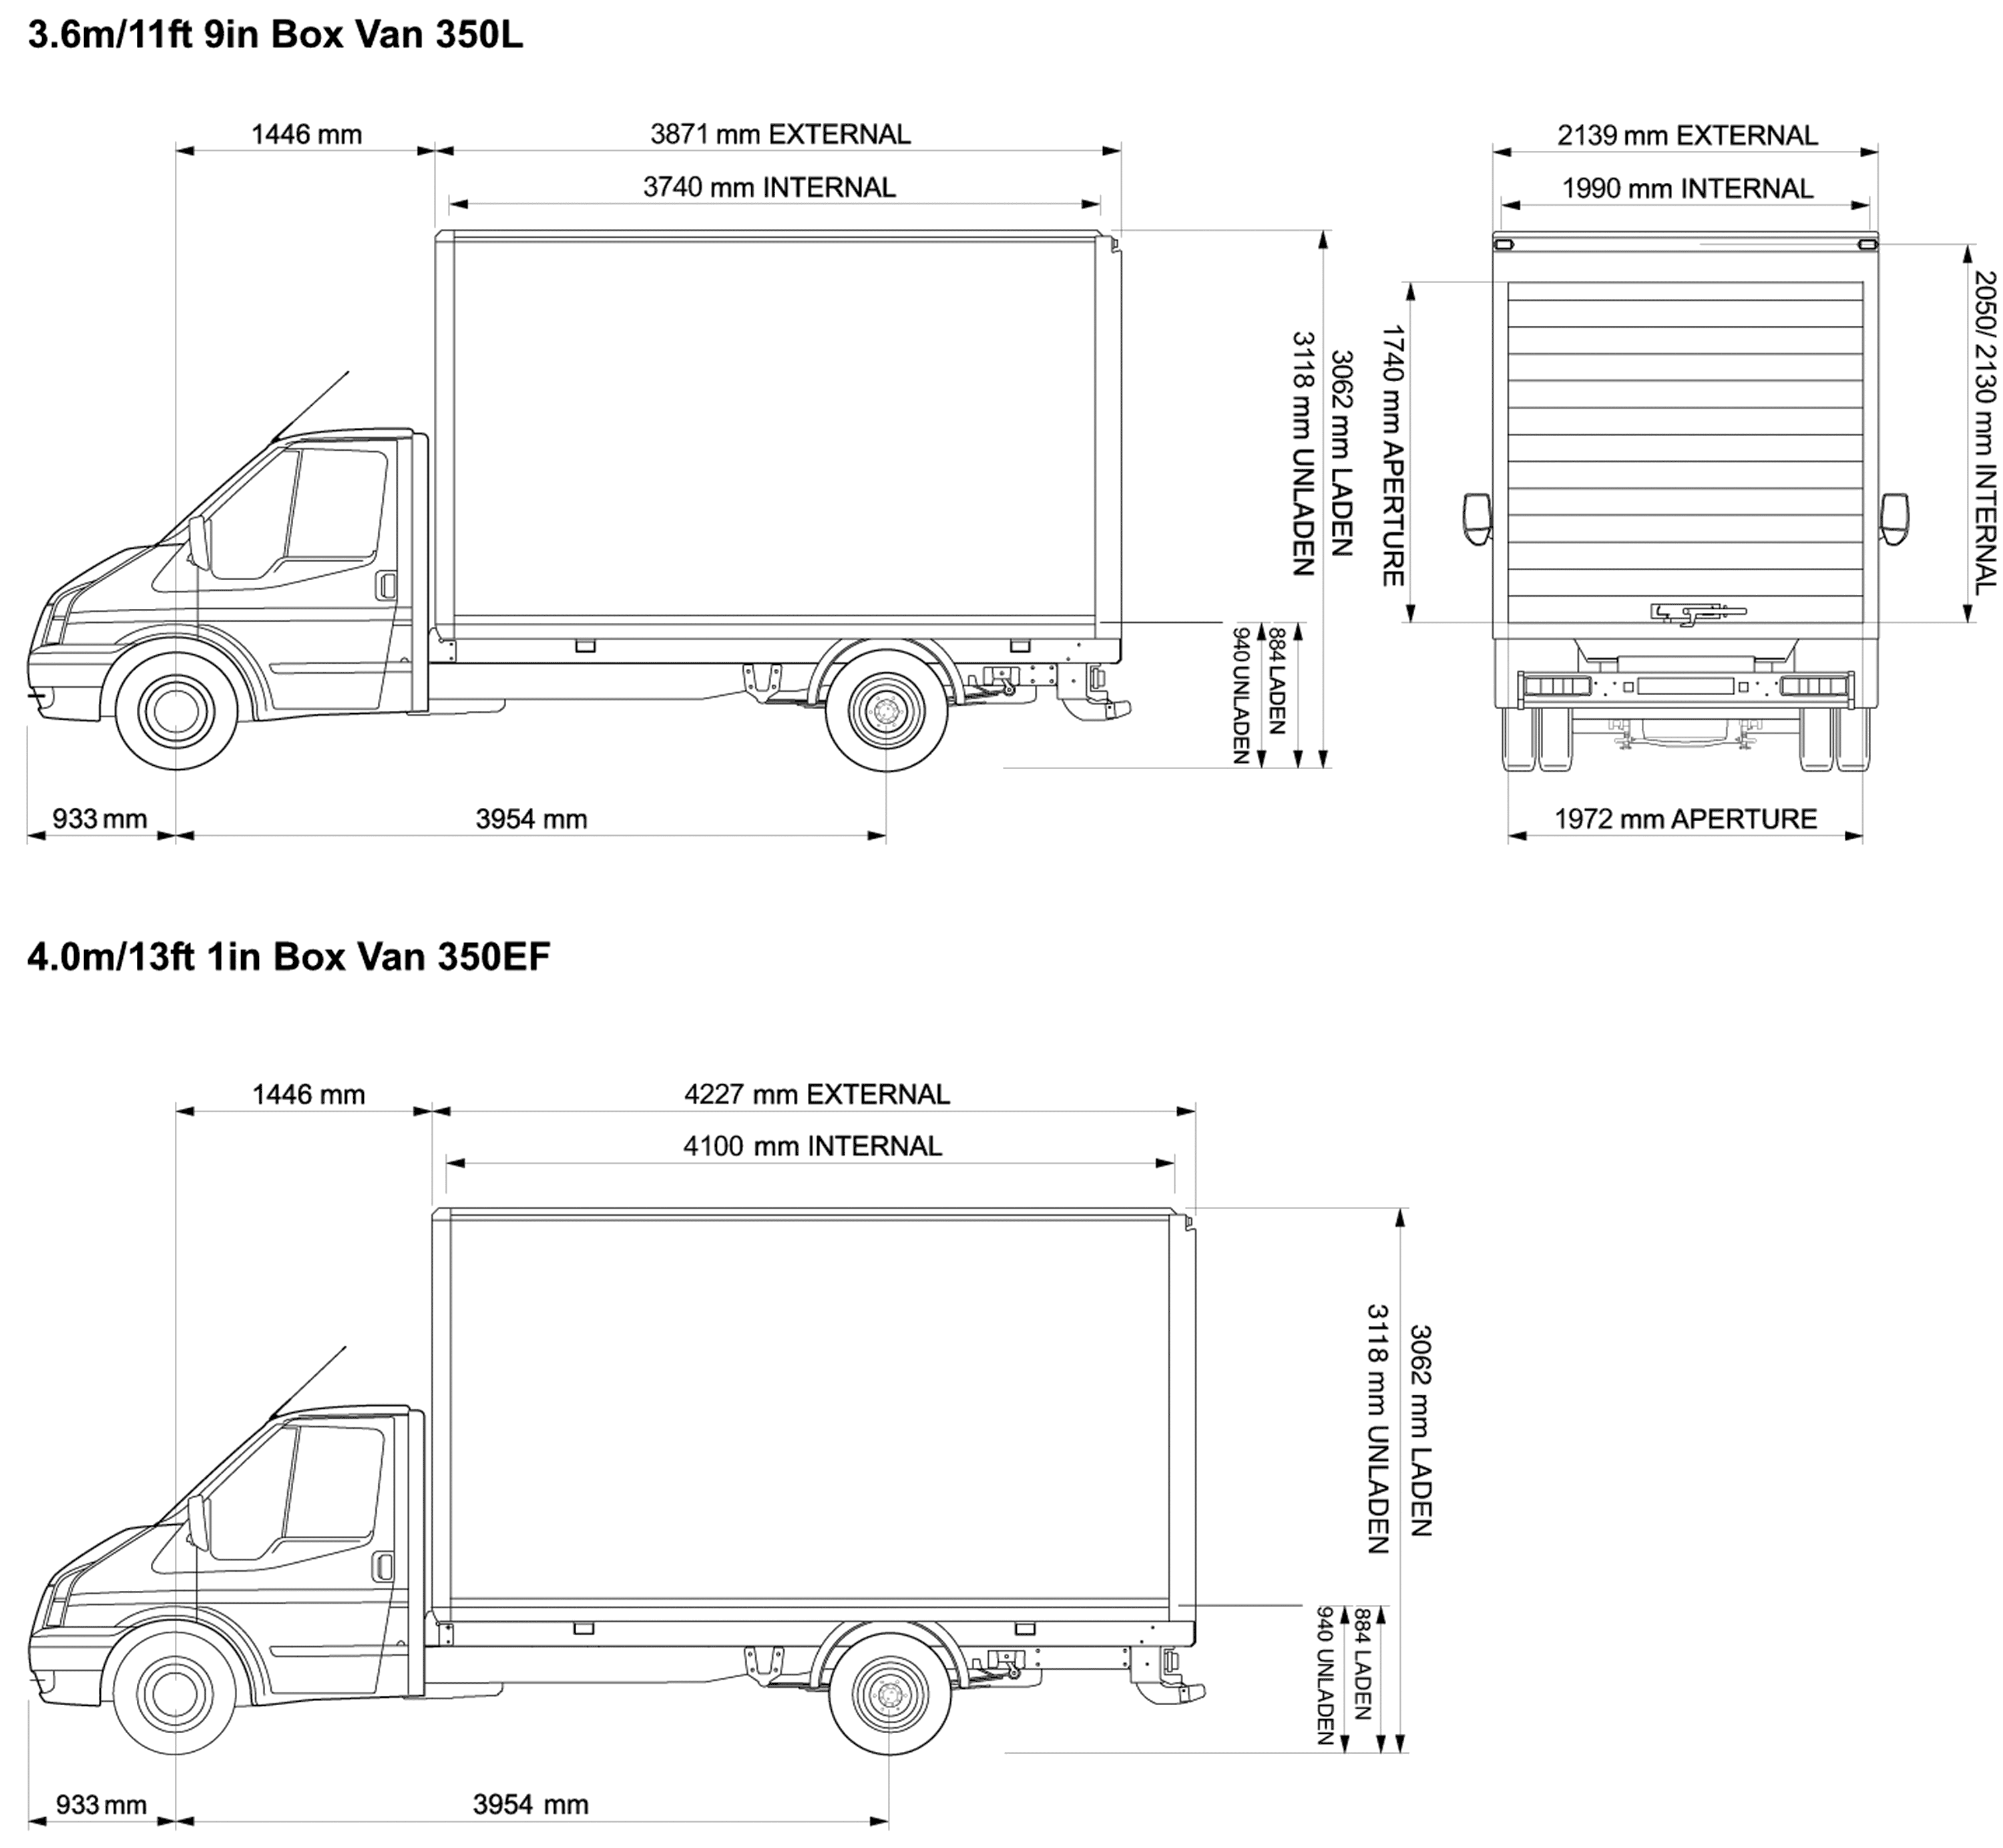 3.6m/11ft 9in Box Van 350L
1446 mm
3871 mm EXTERNAL
3740 mm INTERNAL
2139 mm EXTERNAL
1990 mm INTERNAL
3118 mm UNLADEN
3062 mm LADEN
1740 mm APERTURE
2050/2130 mm INTERNAL
940 UNLADEN
884 LADEN
933 mm
3954 mm
1972 mm APERTURE
4.0m/13ft 1in Box Van 350EF
1446 mm
4227 mm EXTERNAL
4100 mm INTERNAL
3118 mm UNLADEN
3062 mm LADEN
940 UNLADEN
884 LADEN
933 mm
3954 mm